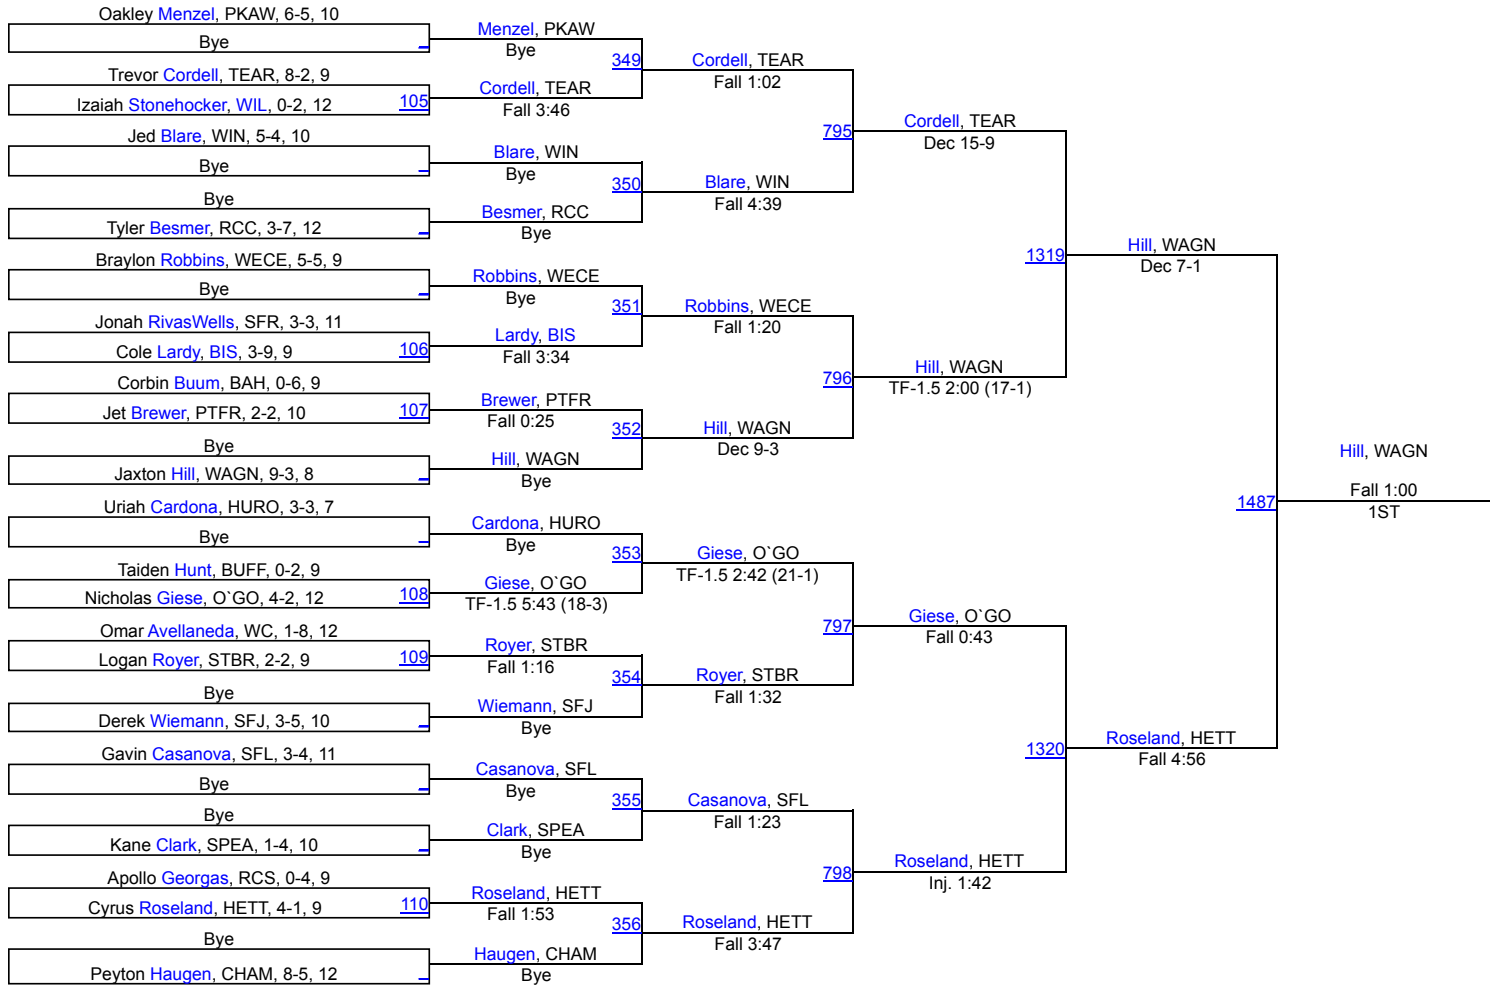 Oakley Menzel, PKAW, 6-5, 10
Bye
Trevor Cordell, TEAR, 8-2, 9
Izaiah Stonehocker, WIL, 0-2, 12
105
Jed Blare, WIN, 5-4, 10
Bye
Bye
Tyler Besmer, RCC, 3-7, 12
Braylon Robbins, WECE, 5-5, 9
Bye
Jonah RivasWells, SFR, 3-3, 11
Cole Lardy, BIS, 3-9, 9
106
Corbin Buum, BAH, 0-6, 9
Jet Brewer, PTFR, 2-2, 10
107
Bye
Jaxton Hill, WAGN, 9-3, 8
Uriah Cardona, HURO, 3-3, 7
Bye
Taiden Hunt, BUFF, 0-2, 9
Nicholas Giese, O`GO, 4-2, 12
108
Omar Avellaneda, WC, 1-8, 12
Logan Royer, STBR, 2-2, 9
109
Bye
Derek Wiemann, SFJ, 3-5, 10
Gavin Casanova, SFL, 3-4, 11
Bye
Bye
Kane Clark, SPEA, 1-4, 10
Apollo Georgas, RCS, 0-4, 9
Cyrus Roseland, HETT, 4-1, 9
110
Bye
Peyton Haugen, CHAM, 8-5, 12
Menzel, PKAW
Bye
349
Cordell, TEAR
Fall 3:46
Blare, WIN
Bye
350
Besmer, RCC
Bye
Robbins, WECE
Bye
351
Lardy, BIS
Fall 3:34
Brewer, PTFR
Fall 0:25
352
Hill, WAGN
Bye
Cardona, HURO
Bye
353
Giese, O`GO
TF-1.5 5:43 (18-3)
Royer, STBR
Fall 1:16
354
Wiemann, SFJ
Bye
Casanova, SFL
Bye
355
Clark, SPEA
Bye
Roseland, HETT
Fall 1:53
356
Haugen, CHAM
Bye
Cordell, TEAR
Fall 1:02
795
Blare, WIN
Fall 4:39
Robbins, WECE
Fall 1:20
796
Hill, WAGN
Dec 9-3
Giese, O`GO
TF-1.5 2:42 (21-1)
797
Royer, STBR
Fall 1:32
Casanova, SFL
Fall 1:23
798
Roseland, HETT
Fall 3:47
Cordell, TEAR
Dec 15-9
1319
Hill, WAGN
TF-1.5 2:00 (17-1)
Giese, O`GO
Fall 0:43
1320
Roseland, HETT
Inj. 1:42
Hill, WAGN
Dec 7-1
1487
Roseland, HETT
Fall 4:56
Hill, WAGN
Fall 1:00
1ST